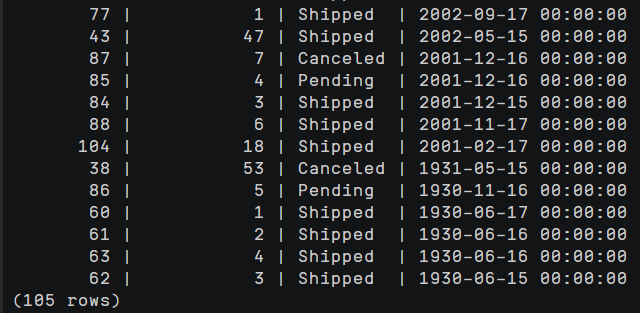 77 | 1 | Shipped | 2002-09-17 00:00:00
43 | 47 | Shipped | 2002-05-15 00:00:00
87 | 7 | Canceled | 2001-12-16 00:00:00
85 | 4 | Pending | 2001-12-16 00:00:00
84 | 3 | Shipped | 2001-12-15 00:00:00
88 | 6 | Shipped | 2001-11-17 00:00:00
104 | 18 | Shipped | 2001-02-17 00:00:00
38 | 53 | Canceled | 1931-05-15 00:00:00
86 | 5 | Pending | 1930-11-16 00:00:00
60 | 1 | Shipped | 1930-06-17 00:00:00
61 | 2 | Shipped | 1930-06-16 00:00:00
63 | 4 | Shipped | 1930-06-16 00:00:00
62 | 3 | Shipped | 1930-06-15 00:00:00
(105 rows)